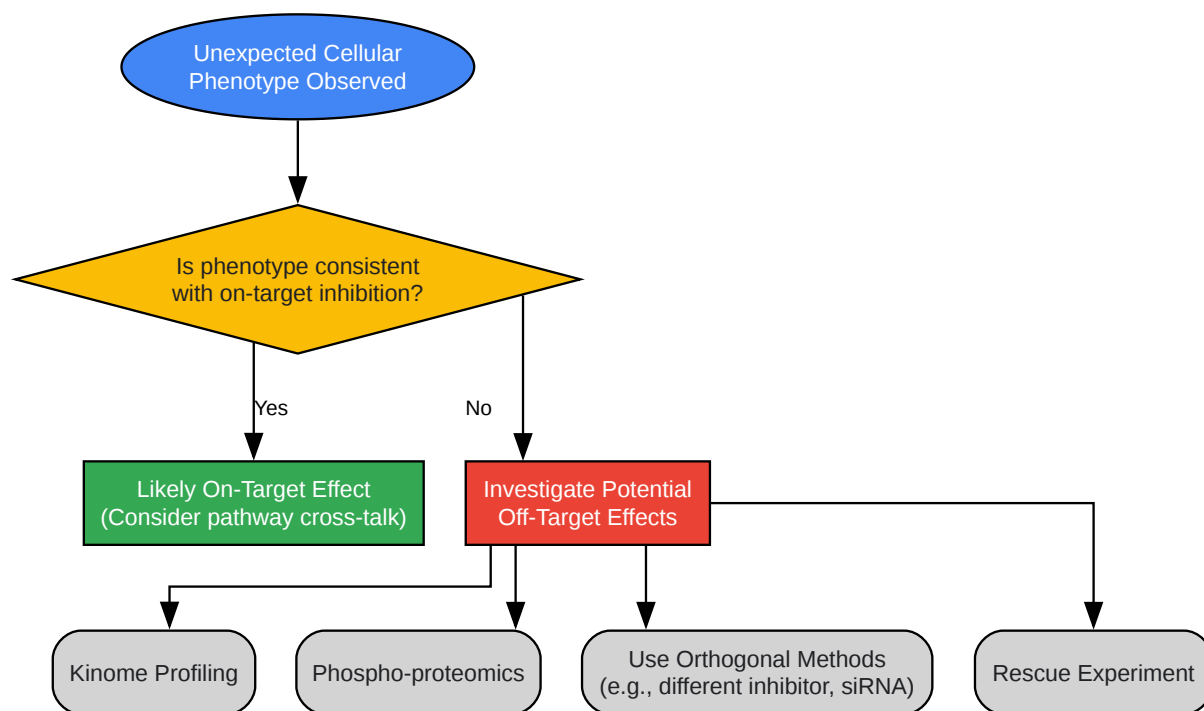 Unexpected Cellular
Phenotype Observed
Is phenotype consistent
with on-target inhibition?
Yes
No
Likely On-Target Effect
(Consider pathway cross-talk)
Investigate Potential
Off-Target Effects
Kinome Profiling
Phospho-proteomics
Use Orthogonal Methods
(e.g., different inhibitor, siRNA)
Rescue Experiment